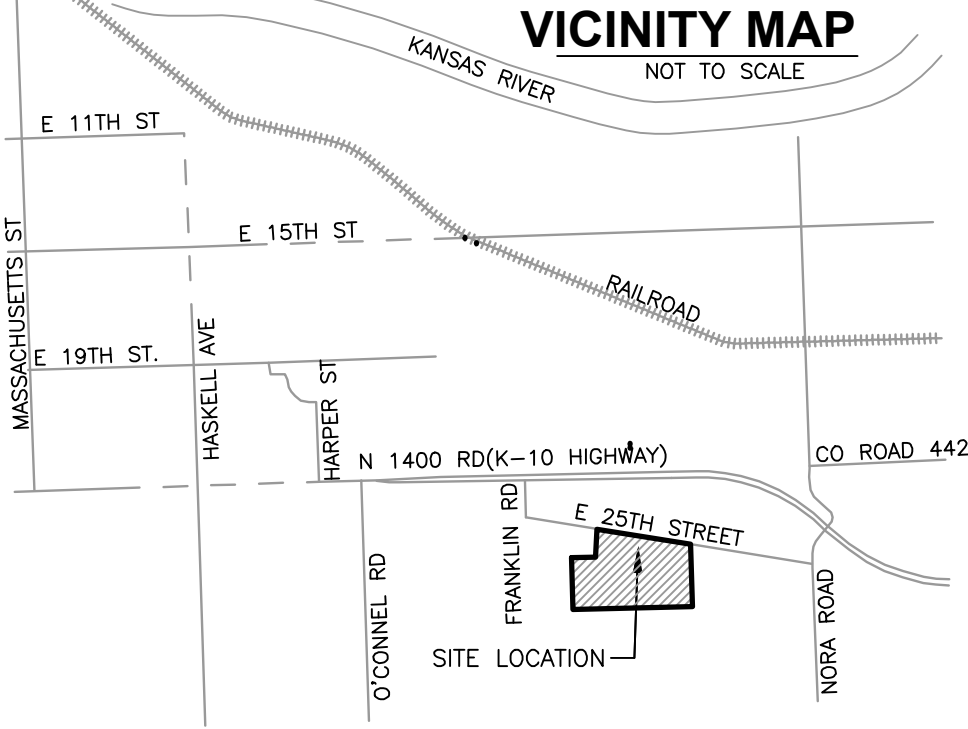 VICINITY MAP
NOT TO SCALE
KANSAS RIVER
E 11TH ST
E 15TH ST
MASSACHUSETTS ST
RAILROAD
E 19TH ST.
HASKELL AVE
HARPER ST
N 1400 RD(K-10 HIGHWAY)
CO ROAD 442
FRANKLIN RD
E 25TH STREET
O'CONNEL RD
NORA ROAD
SITE LOCATION